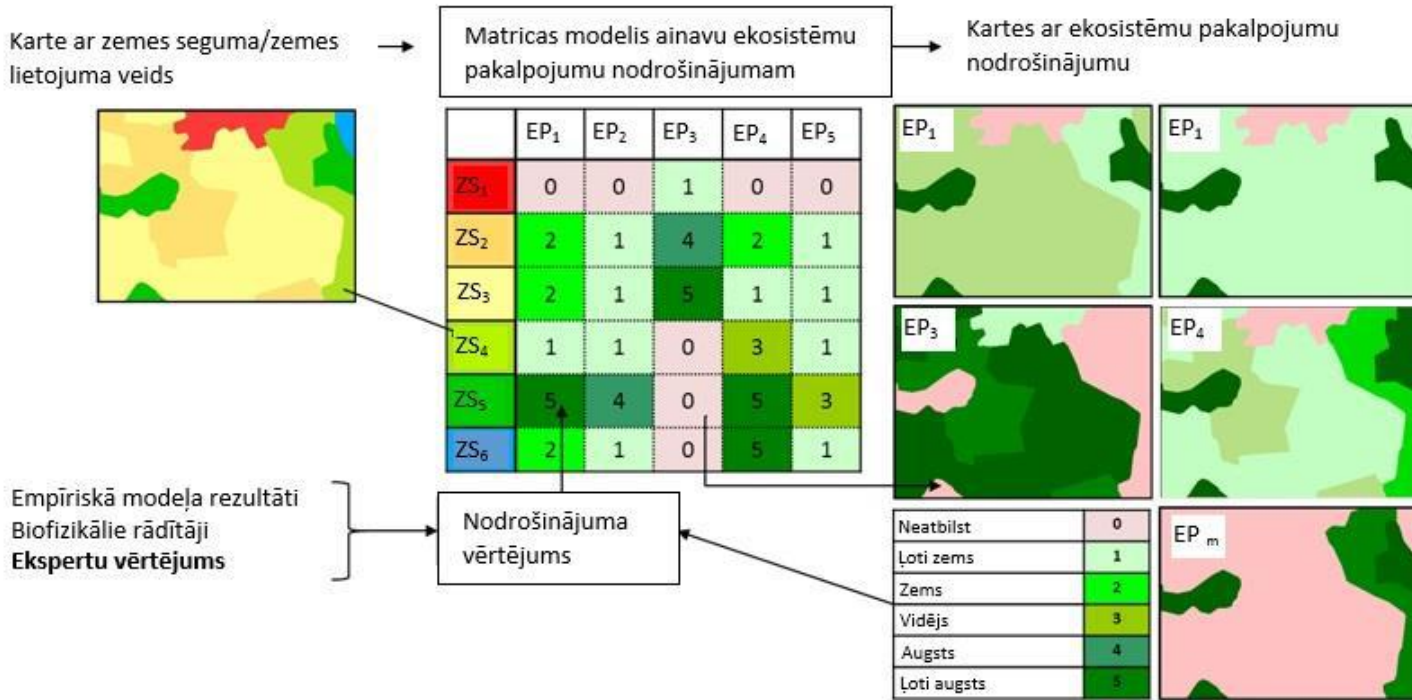 Karte ar zemes seguma/zemes
lietojuma veids
Matricas modelis ainavu ekosistēmu
pakalpojumu nodrošinājumam
Kartes ar ekosistēmu pakalpojumu
nodrošinājumu
EP1 EP2 EP3 EP4 EP5
ZS1 0 0 1 0 0
ZS2 2 1 4 2 1
ZS3 2 1 5 1 1
ZS4 1 1 0 3 1
ZS5 5 4 0 5 3
ZS6 2 1 0 5 1
EP1
EP1
EP3
EP4
EP m
Empīriskā modeļa rezultāti
Biofizikālie rādītāji
Ekspertu vērtējums
Nodrošinājuma
vērtējums
Neatbilst 0
Ļoti zems 1
Zems 2
Vidējs 3
Augsts 4
Ļoti augsts 5